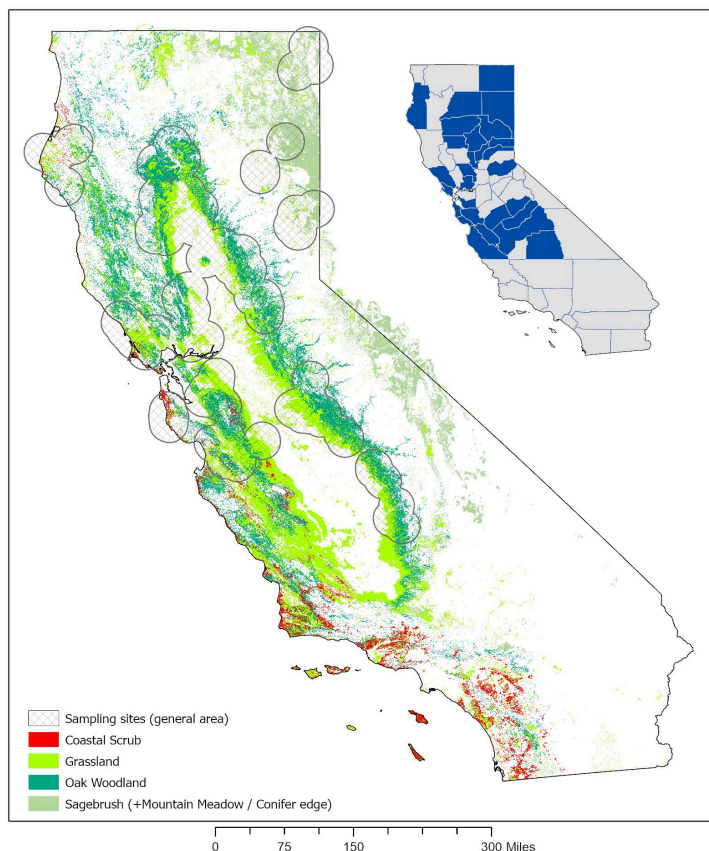 Sampling sites (general area)
Coastal Scrub
Grassland
Oak Woodland
Sagebrush (+Mountain Meadow / Conifer edge)
0 75 150 300 Miles